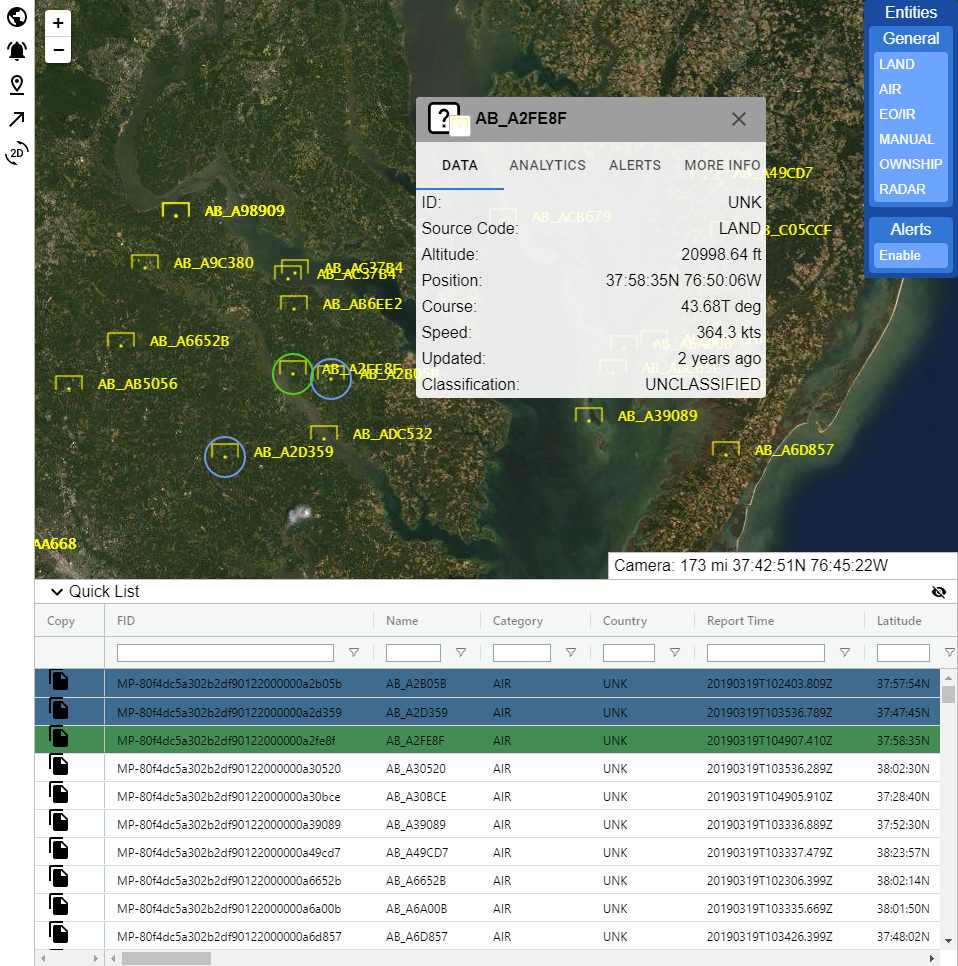 +
−
2D
Entities
General
LAND
AIR
EO/IR
MANUAL
OWNSHIP
RADAR
Alerts
Enable
?
AB_A2FE8F
DATA ANALYTICS ALERTS MORE INFO
ID: UNK
Source Code: LAND
Altitude: 20998.64 ft
Position: 37:58:35N 76:50:06W
Course: 43.68T deg
Speed: 364.3 kts
Updated: 2 years ago
Classification: UNCLASSIFIED
AB_A49CD7
AB_ACB679
B_C05CCF
AB_A98909
AB_A9C380
AB_AC37B4
AB_AC37B4
AB_AB6EE2
AB_A6652B
AB_A2FE8F
AB_A2B05B
AB_AB5056
AB_A39089
AB_ADC532
AB_A2D359
AB_A6D857
AA668
Camera: 173 mi 37:42:51N 76:45:22W
Quick List
Copy FID Name Category Country Report Time Latitude
MP-80f4dc5a302b2df90122000000a2b05b AB_A2B05B AIR UNK 20190319T102403.809Z 37:57:54N
MP-80f4dc5a302b2df90122000000a2d359 AB_A2D359 AIR UNK 20190319T103536.789Z 37:47:45N
MP-80f4dc5a302b2df90122000000a2fe8f AB_A2FE8F AIR UNK 20190319T104907.410Z 37:58:35N
MP-80f4dc5a302b2df90122000000a30520 AB_A30520 AIR UNK 20190319T103536.289Z 38:02:30N
MP-80f4dc5a302b2df90122000000a30bce AB_A30BCE AIR UNK 20190319T104905.910Z 37:28:40N
MP-80f4dc5a302b2df90122000000a39089 AB_A39089 AIR UNK 20190319T103336.889Z 37:52:30N
MP-80f4dc5a302b2df90122000000a49cd7 AB_A49CD7 AIR UNK 20190319T103337.479Z 38:23:57N
MP-80f4dc5a302b2df90122000000a6652b AB_A6652B AIR UNK 20190319T102306.399Z 38:02:14N
MP-80f4dc5a302b2df90122000000a6a00b AB_A6A00B AIR UNK 20190319T103335.669Z 38:01:50N
MP-80f4dc5a302b2df90122000000a6d857 AB_A6D857 AIR UNK 20190319T103426.399Z 37:48:02N